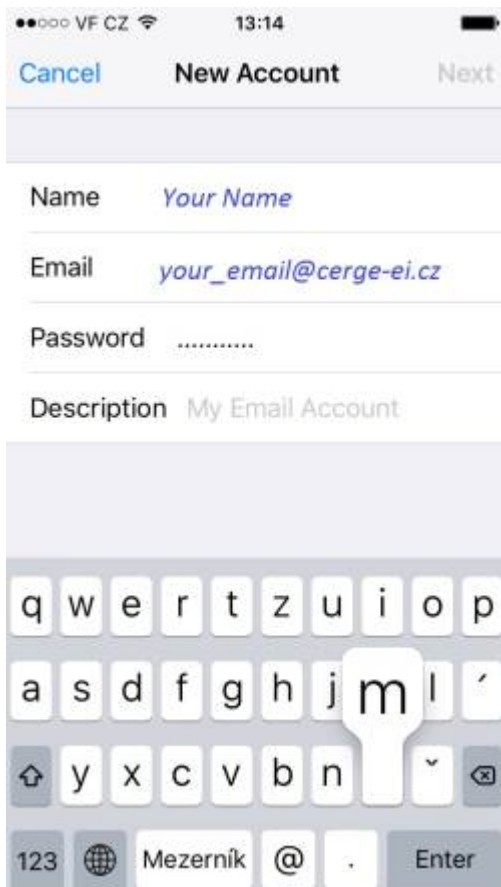 VF CZ 13:14
Cancel New Account Next
Name Your Name
Email your_email@cerge-ei.cz
Password ...........
Description My Email Account
q w e r t z u i o p
a s d f g h j m l ´
y x c v b n ˇ
123 Mezerník @ . Enter